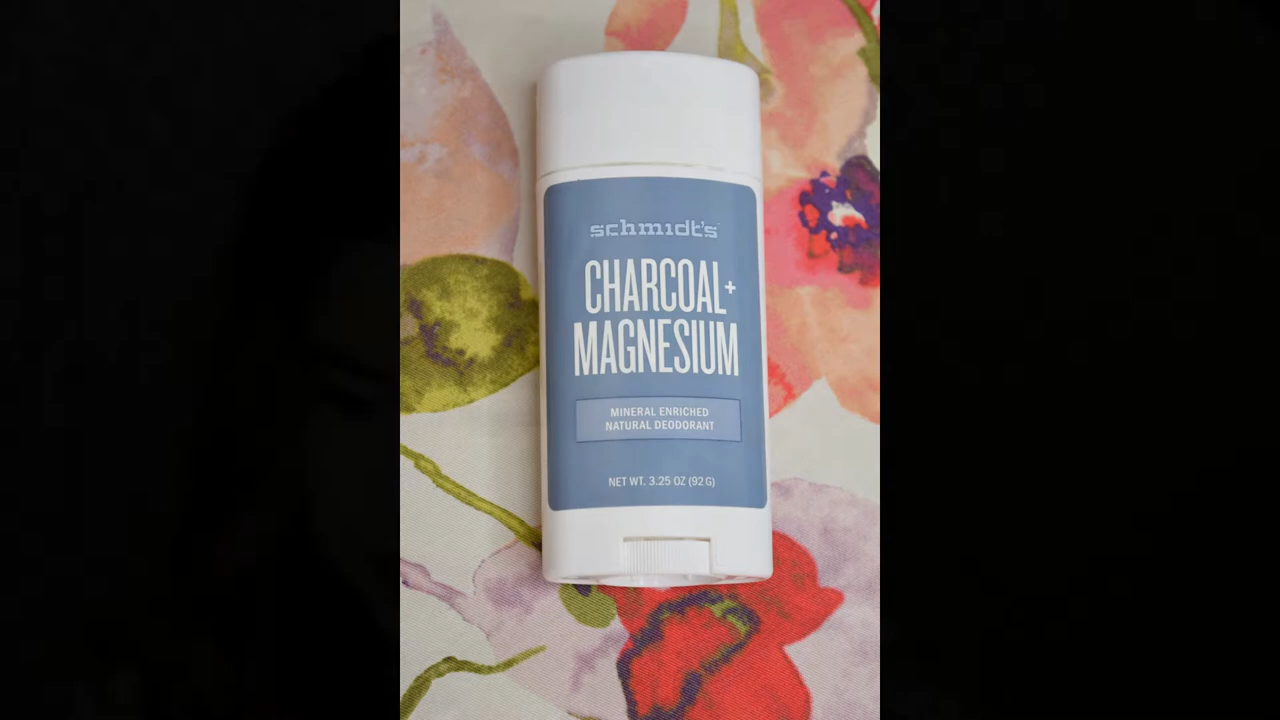 schmidt's
CHARCOAL+
MAGNESIUM
MINERAL ENRICHED
NATURAL DEODORANT
NET WT. 3.25 OZ (92 G)